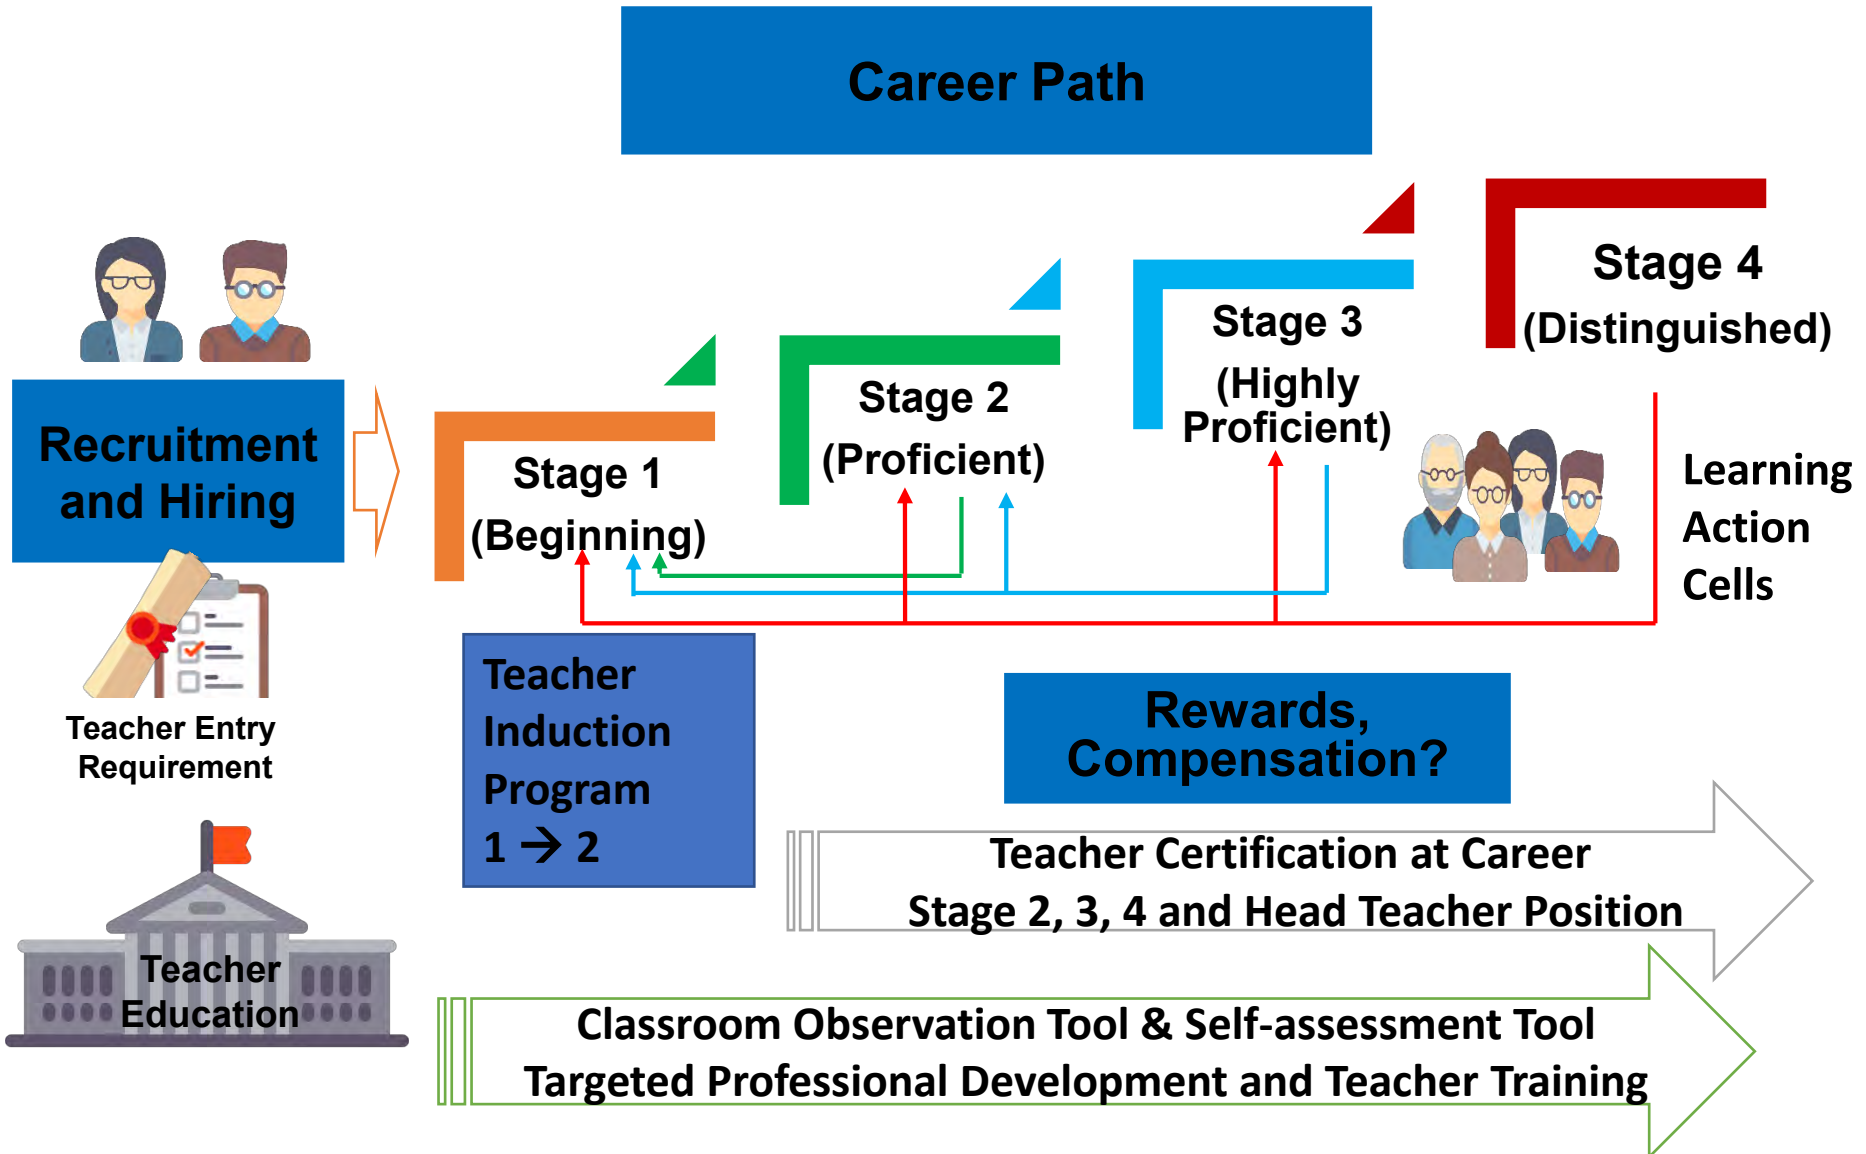 Career Path
Recruitment
and Hiring
Teacher Entry
Requirement
Teacher
Education
Stage 1
(Beginning)
Stage 2
(Proficient)
Stage 3
(Highly
Proficient)
Stage 4
(Distinguished)
Learning
Action
Cells
Teacher
Induction
Program
1 → 2
Rewards,
Compensation?
Teacher Certification at Career
Stage 2, 3, 4 and Head Teacher Position
Classroom Observation Tool & Self-assessment Tool
Targeted Professional Development and Teacher Training